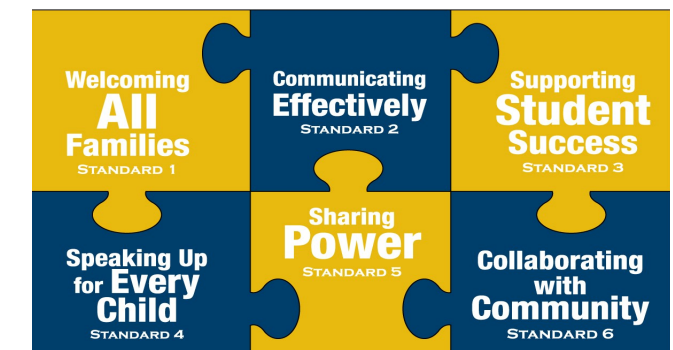 Welcoming
All
Families
STANDARD 1
Communicating
Effectively
STANDARD 2
Supporting
Student
Success
STANDARD 3
Speaking Up
for Every
Child
STANDARD 4
Sharing
Power
STANDARD 5
Collaborating
with
Community
STANDARD 6